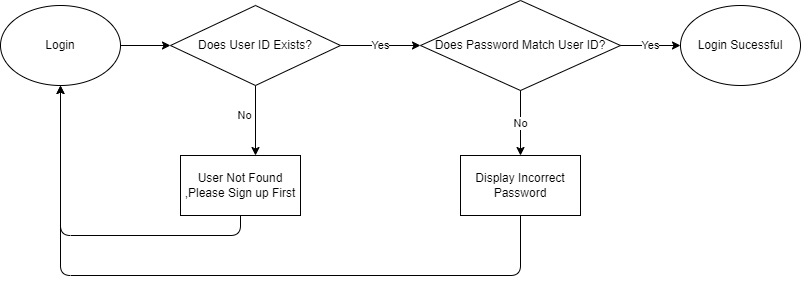 Login
Does User ID Exists?
Yes
Does Password Match User ID?
Yes
Login Sucessful
No
No
User Not Found
,Please Sign up First
Display Incorrect
Password